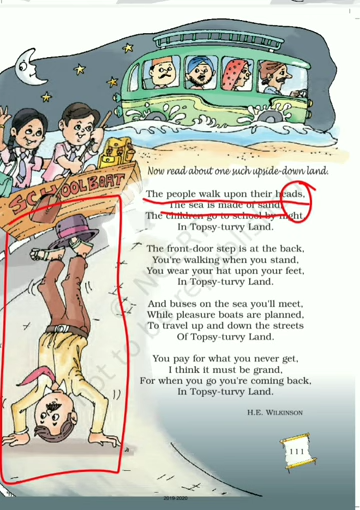 SCHOOL BOAT
Now read about one such upside-down land.
The people walk upon their heads,
The sea is made of sand,
The children go to school by night,
In Topsy-turvy Land.
The front-door step is at the back,
You're walking when you stand,
You wear your hat upon your feet,
In Topsy-turvy Land.
And buses on the sea you'll meet,
While pleasure boats are planned,
To travel up and down the streets
Of Topsy-turvy Land.
You pay for what you never get,
I think it must be grand,
For when you go you're coming back,
In Topsy-turvy Land.
H.E. WILKINSON
111
2019-2020